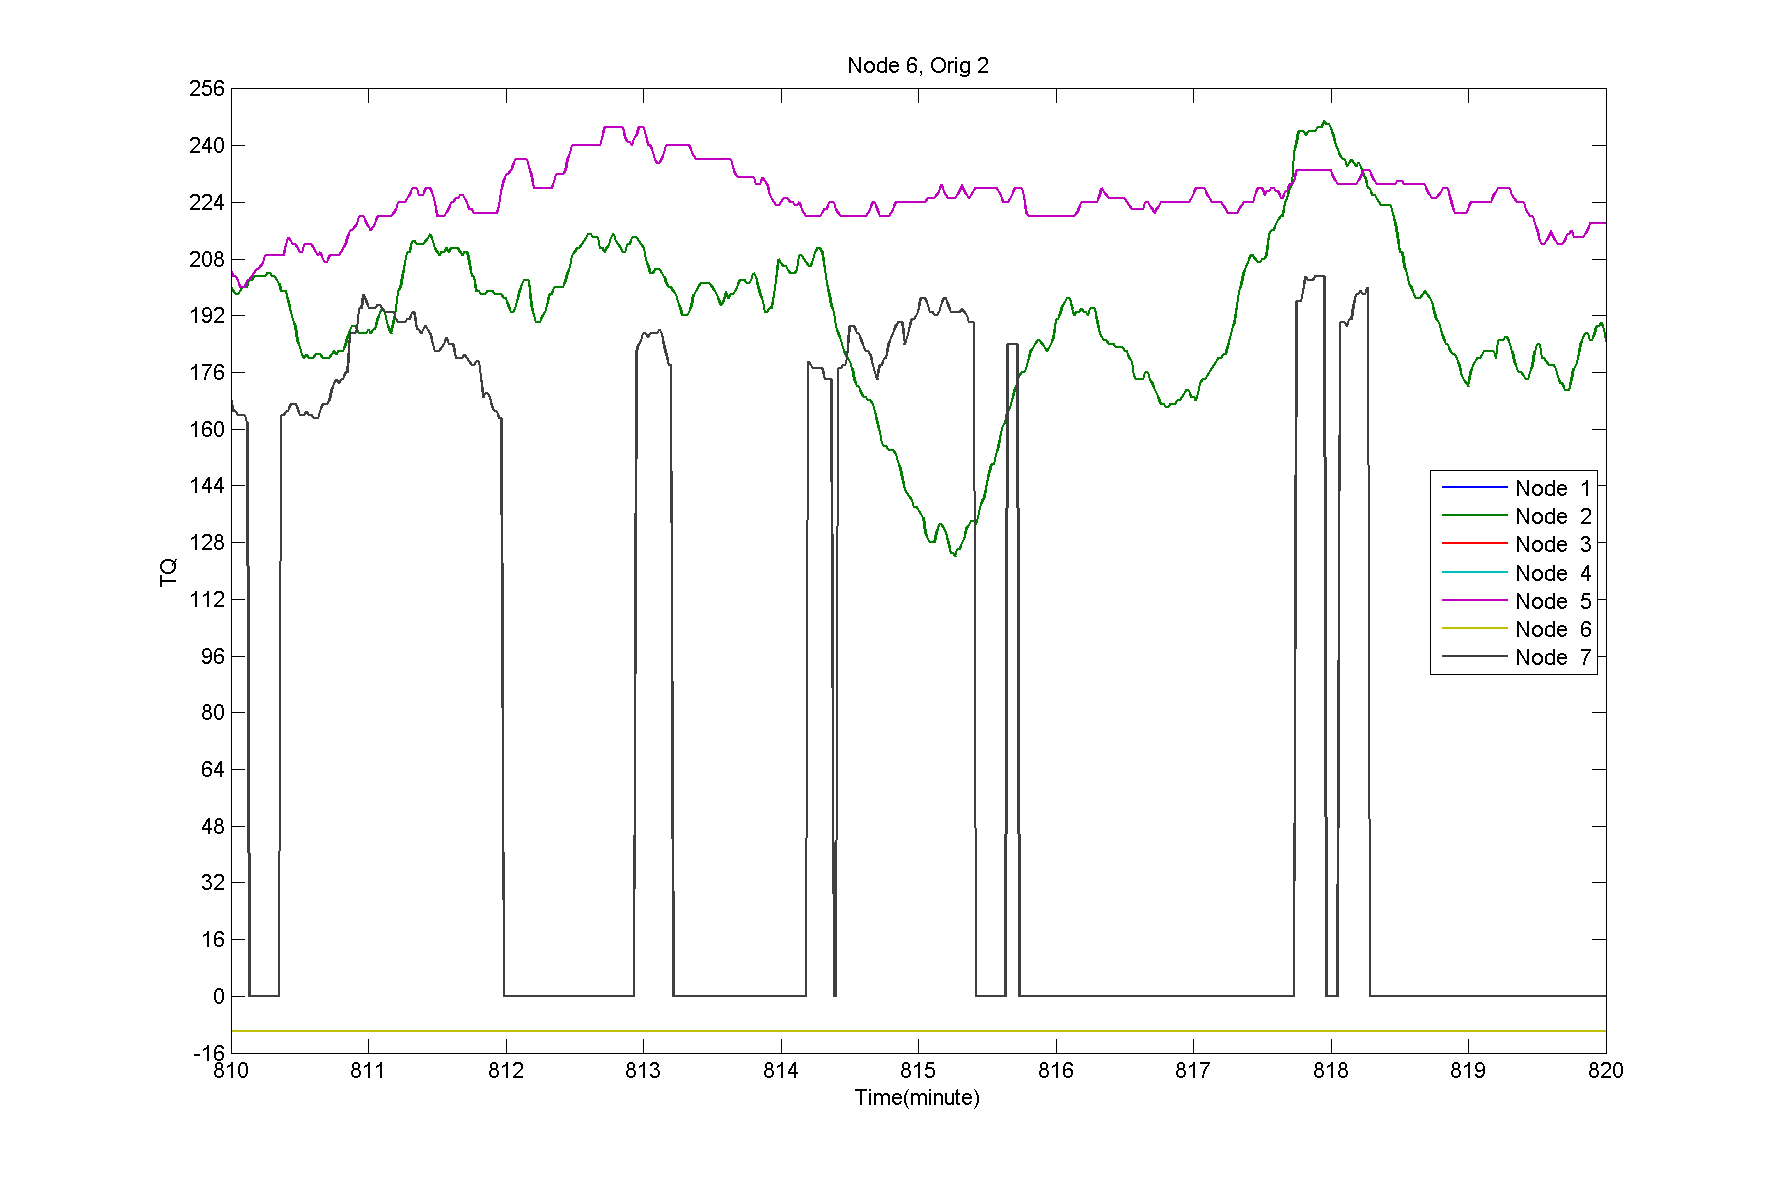 Node 6, Orig 2
256
240
224
208
192
176
160
144
128
112
96
80
64
48
32
16
0
-16
TQ
810 811 812 813 814 815 816 817 818 819 820
Time(minute)
Node 1
Node 2
Node 3
Node 4
Node 5
Node 6
Node 7